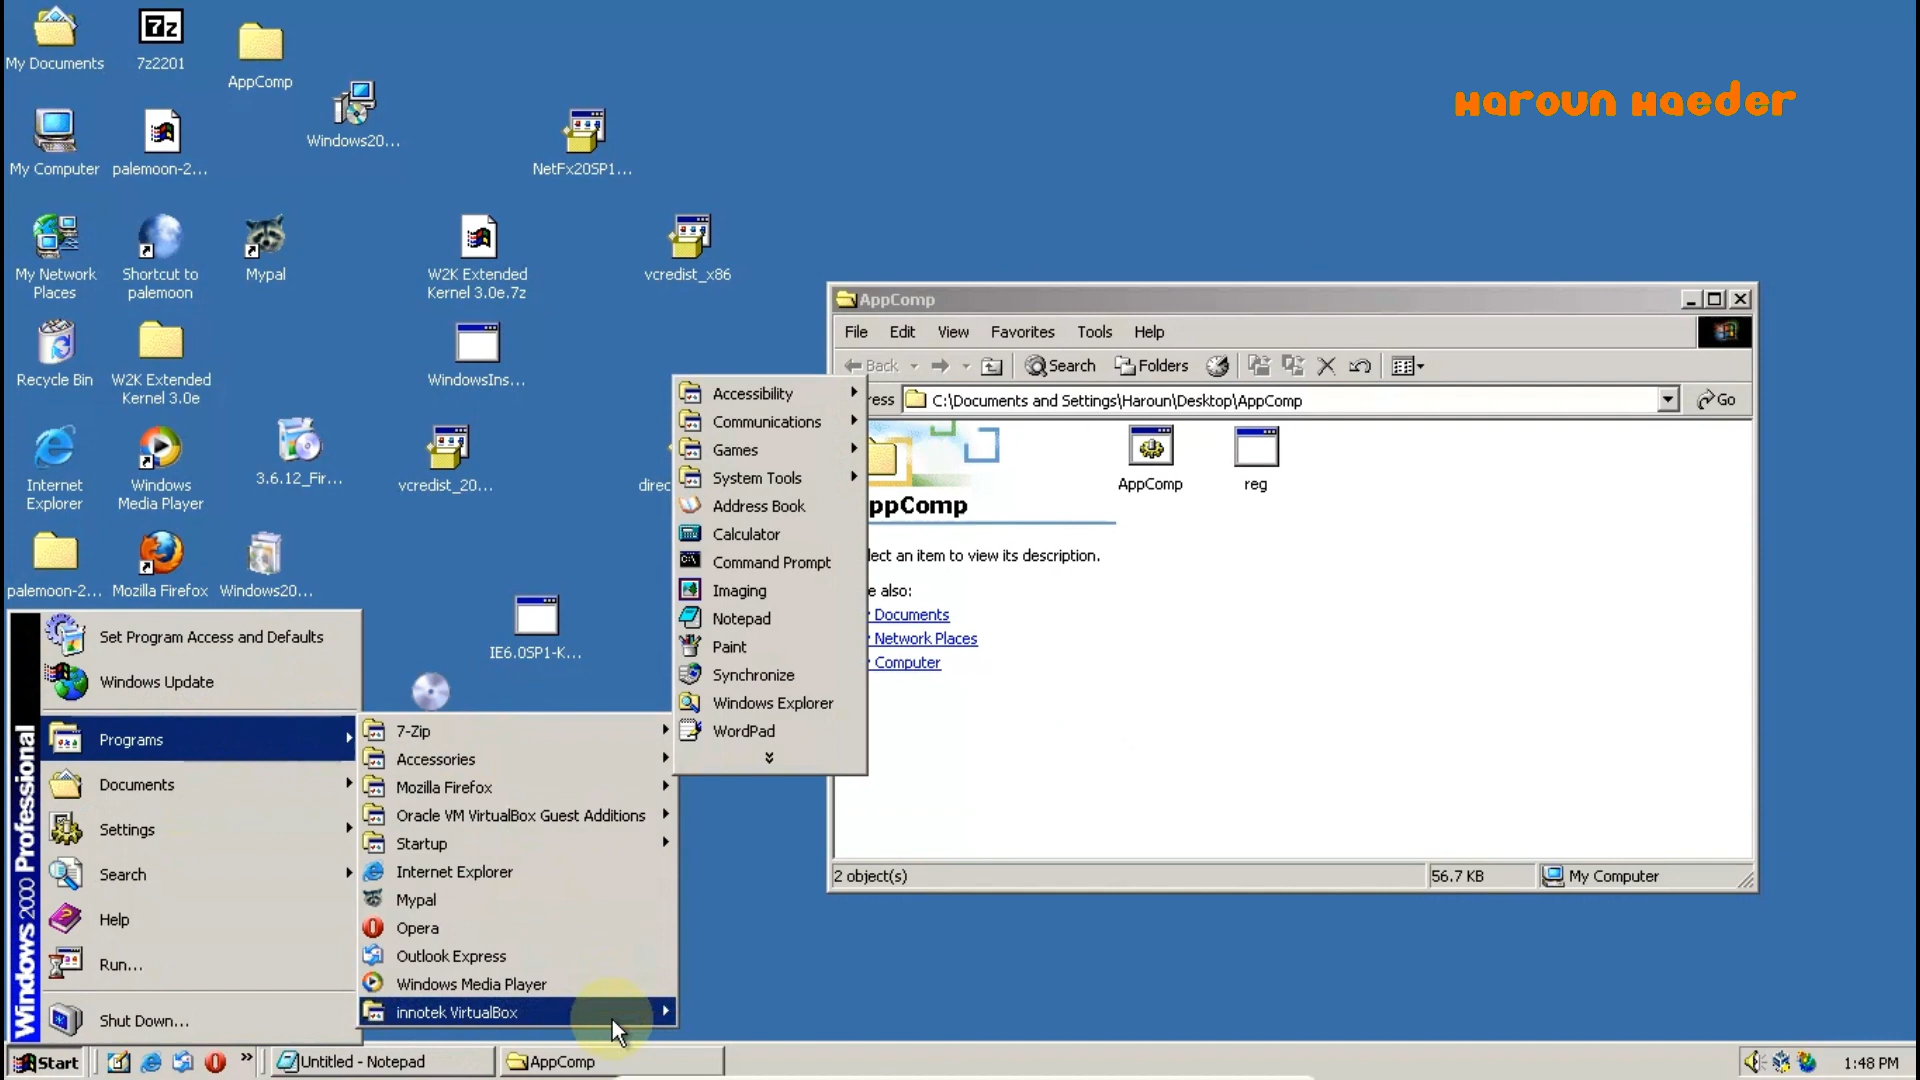 My Documents
7z
7z2201
AppComp
Windows20...
Haroun Haeder
My Computer
palemoon-2...
NetFx20SP1...
My Network
Places
Shortcut to
palemoon
Mypal
W2K Extended
Kernel 3.0e.7z
vcredist_x86
Recycle Bin
W2K Extended
Kernel 3.0e
WindowsIns...
Internet
Explorer
Windows
Media Player
3.6.12_Fir...
vcredist_20...
direc
palemoon-2...
Mozilla Firefox
Windows20...
IE6.0SP1-K...
AppComp
File Edit View Favorites Tools Help
Back Search Folders
ress C:\Documents and Settings\Haroun\Desktop\AppComp Go
ppComp
lect an item to view its description.
e also:
Documents
Network Places
Computer
AppComp
reg
2 object(s) 56.7 KB My Computer
Accessibility
Communications
Games
System Tools
Address Book
Calculator
Command Prompt
Imaging
Notepad
Paint
Synchronize
Windows Explorer
WordPad
Windows 2000 Professional
Set Program Access and Defaults
Windows Update
Programs
Documents
Settings
Search
Help
Run...
Shut Down...
7-Zip
Accessories
Mozilla Firefox
Oracle VM VirtualBox Guest Additions
Startup
Internet Explorer
Mypal
Opera
Outlook Express
Windows Media Player
innotek VirtualBox
Start Untitled - Notepad AppComp 1:48 PM